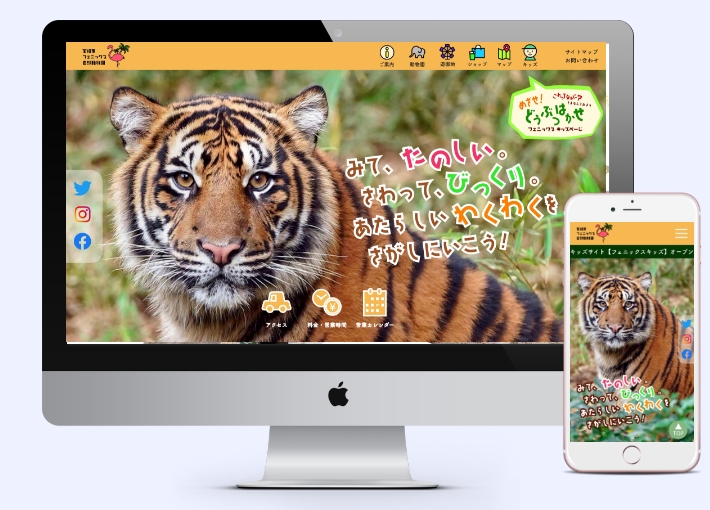 宮崎市
フェニックス
自然動物園
ご案内
動物園
遊園地
ショップ
マップ
キッズ
サイトマップ
お問い合わせ
めざせ!
どうぶつはかせ
フェニックス キッズページ
みて、たのしい。
さわって、びっくり。
あたらしいわくわくを
さがしにいこう!
アクセス
料金・営業時間
営業カレンダー
宮崎市
フェニックス
自然動物園
キッズサイト【フェニックスキッズ】オープン
みて、たのしい。
さわって、びっくり。
あたらしいわくわくを
さがしにいこう!
TOP